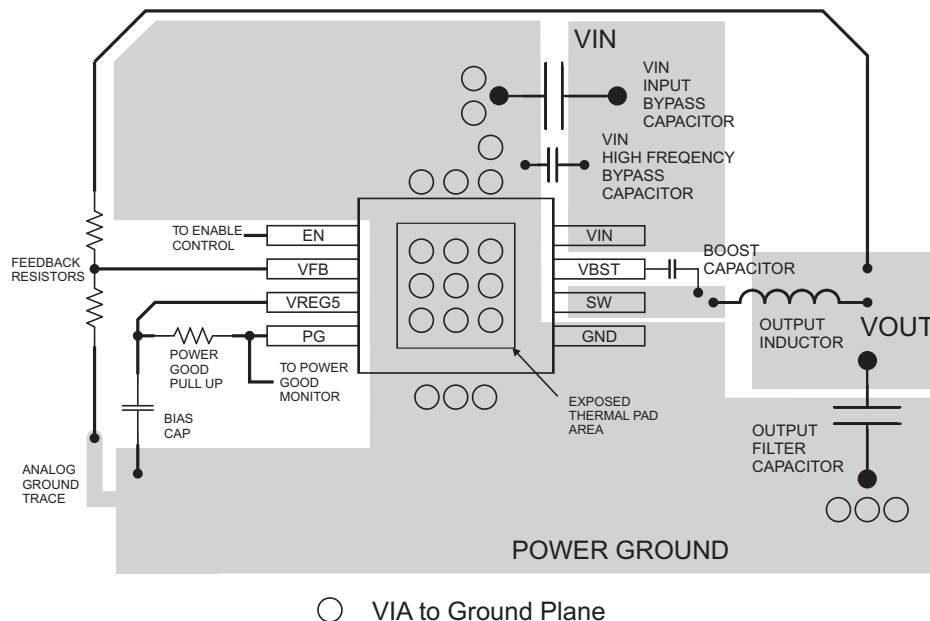 VIN
VIN
INPUT
BYPASS
CAPACITOR
VIN
HIGH FREQENCY
BYPASS
CAPACITOR
TO ENABLE
CONTROL
EN
VIN
FEEDBACK
RESISTORS
VFB
VBST
BOOST
CAPACITOR
VREG5
SW
PG
GND
OUTPUT
INDUCTOR
VOUT
POWER
GOOD
PULL UP
TO POWER
GOOD
MONITOR
BIAS
CAP
EXPOSED
THERMAL PAD
AREA
OUTPUT
FILTER
CAPACITOR
ANALOG
GROUND
TRACE
POWER GROUND
VIA to Ground Plane